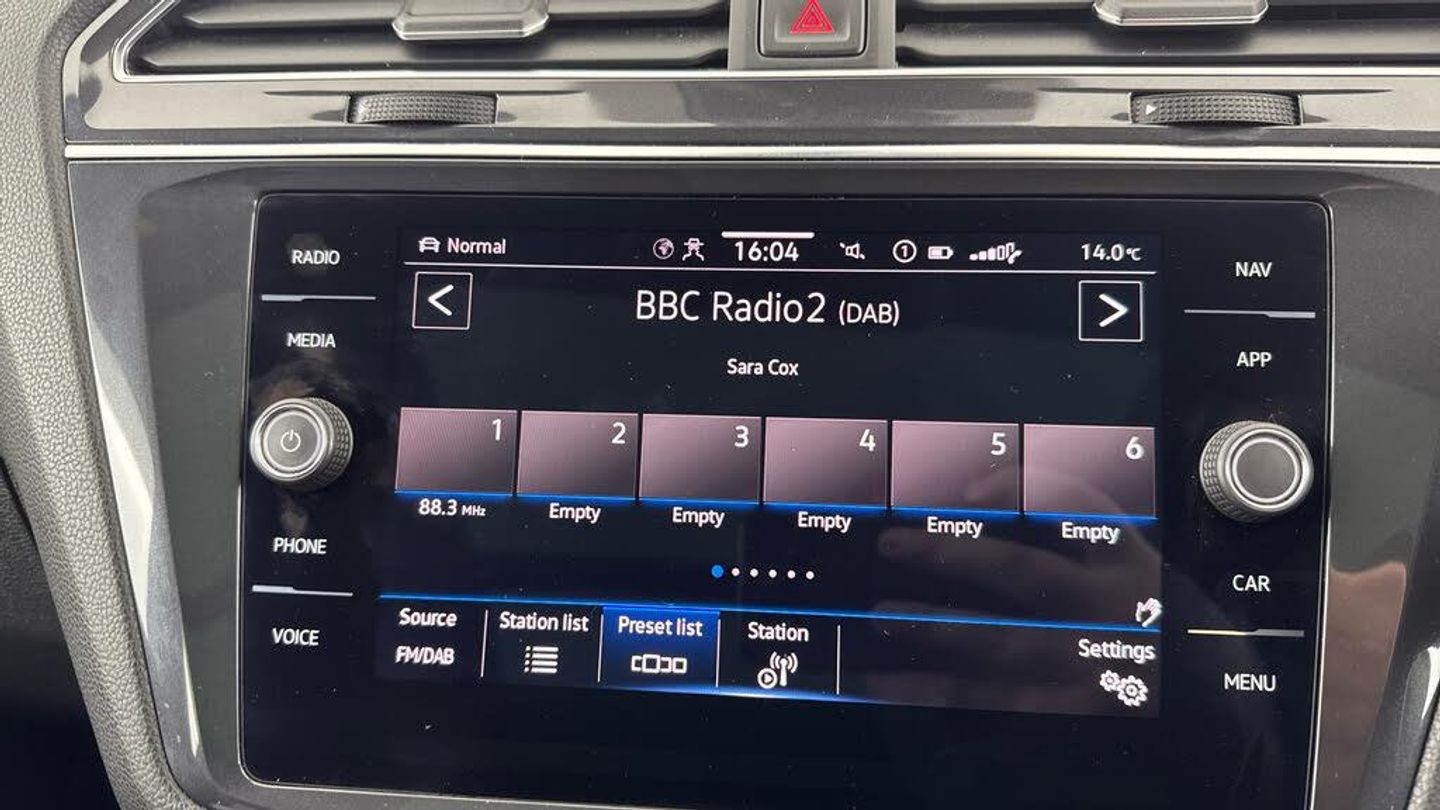 RADIO
MEDIA
PHONE
VOICE
Normal
16:04
1
14.0°C
<
BBC Radio2 (DAB)
>
Sara Cox
1 2 3 4 5 6
88.3 MHz Empty Empty Empty Empty Empty
Source Station list Preset list Station
FM/DAB
Settings
NAV
APP
CAR
MENU